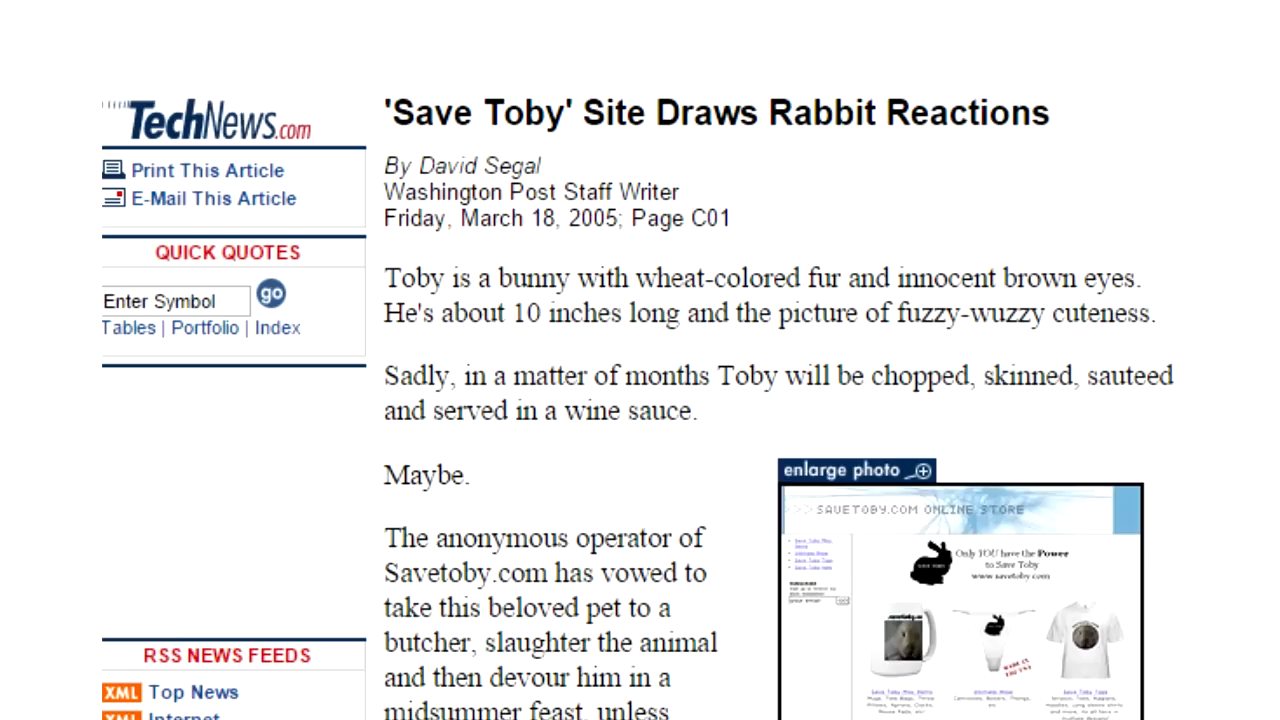 TechNews.com
Print This Article
E-Mail This Article
QUICK QUOTES
Enter Symbol
go
Tables | Portfolio | Index
RSS NEWS FEEDS
XML Top News
XML Internet
'Save Toby' Site Draws Rabbit Reactions
By David Segal
Washington Post Staff Writer
Friday, March 18, 2005; Page C01
Toby is a bunny with wheat-colored fur and innocent brown eyes.
He's about 10 inches long and the picture of fuzzy-wuzzy cuteness.
Sadly, in a matter of months Toby will be chopped, skinned, sauteed
and served in a wine sauce.
Maybe.
The anonymous operator of
Savetoby.com has vowed to
take this beloved pet to a
butcher, slaughter the animal
and then devour him in a
midsummer feast, unless
enlarge photo
>>> SAVETOBY.COM ONLINE STORE
Only YOU have the Power
to Save Toby
www.savetoby.com